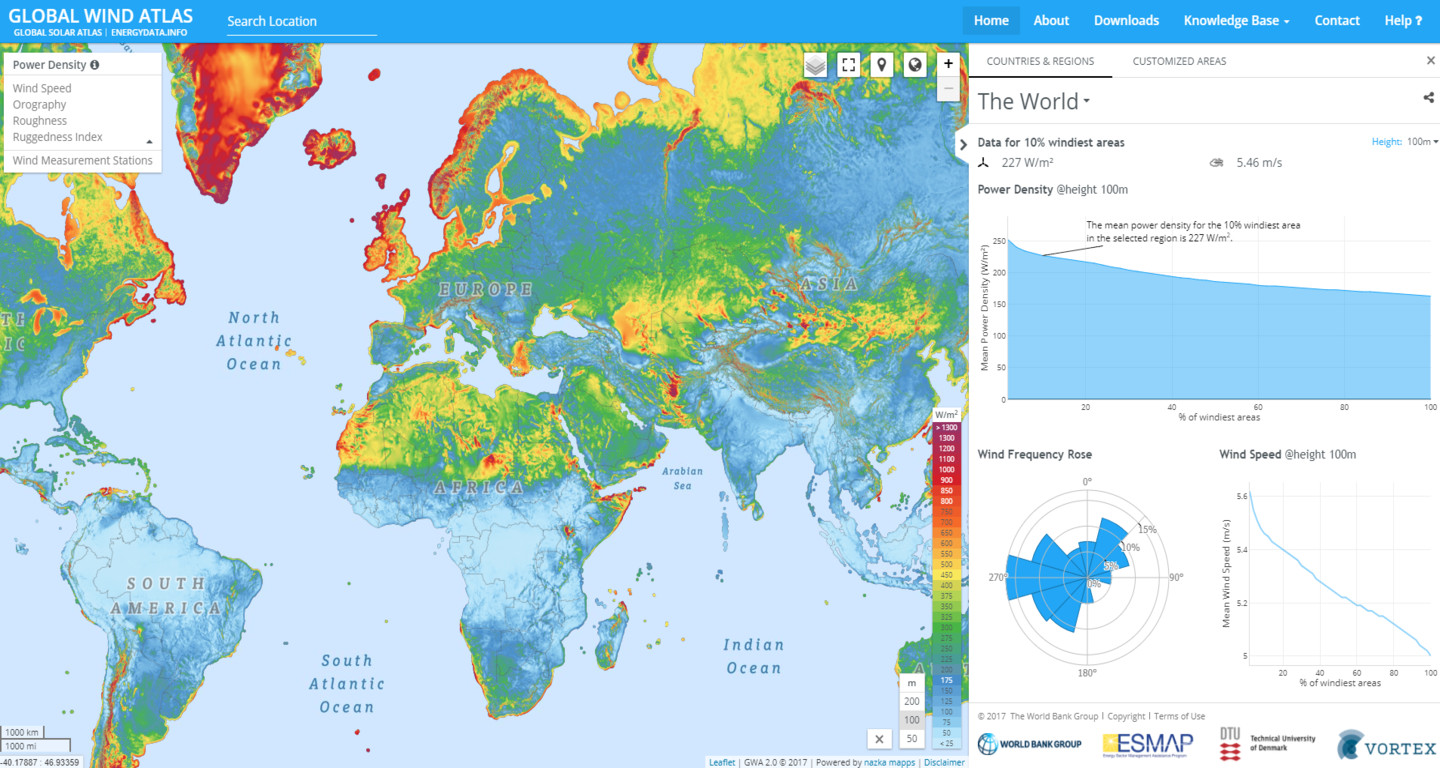 GLOBAL WIND ATLAS
GLOBAL SOLAR ATLAS | ENERGYDATA.INFO
Search Location
Home
About
Downloads
Knowledge Base
Contact
Help ?
Power Density
Wind Speed
Orography
Roughness
Ruggedness Index
Wind Measurement Stations
+
−
EUROPE
ASIA
North
Atlantic
Ocean
AFRICA
Arabian
Sea
SOUTH
AMERICA
South
Atlantic
Ocean
Indian
Ocean
W/m²
> 1300
1300
1200
1100
1000
900
850
800
750
700
650
600
550
500
450
400
350
325
300
275
250
225
200
175
150
125
100
75
50
< 25
m
200
100
50
1000 km
1000 mi
-40.17887 : 46.93359
Leaflet | GWA 2.0 © 2017 | Powered by nazka mapps | Disclaimer
COUNTRIES & REGIONS
CUSTOMIZED AREAS
The World
Data for 10% windiest areas
Height: 100m
227 W/m²
5.46 m/s
Power Density @height 100m
The mean power density for the 10% windiest area
in the selected region is 227 W/m².
Mean Power Density (W/m²)
250
200
150
100
50
0
20
40
60
80
100
% of windiest areas
Wind Frequency Rose
0°
90°
180°
270°
15%
10%
5%
0%
Wind Speed @height 100m
Mean Wind Speed (m/s)
5.6
5.4
5.2
5
20
40
60
80
100
% of windiest areas
© 2017 The World Bank Group | Copyright | Terms of Use
WORLD BANK GROUP
ESMAP
Energy Sector Management Assistance Program
DTU
Technical University
of Denmark
VORTEX